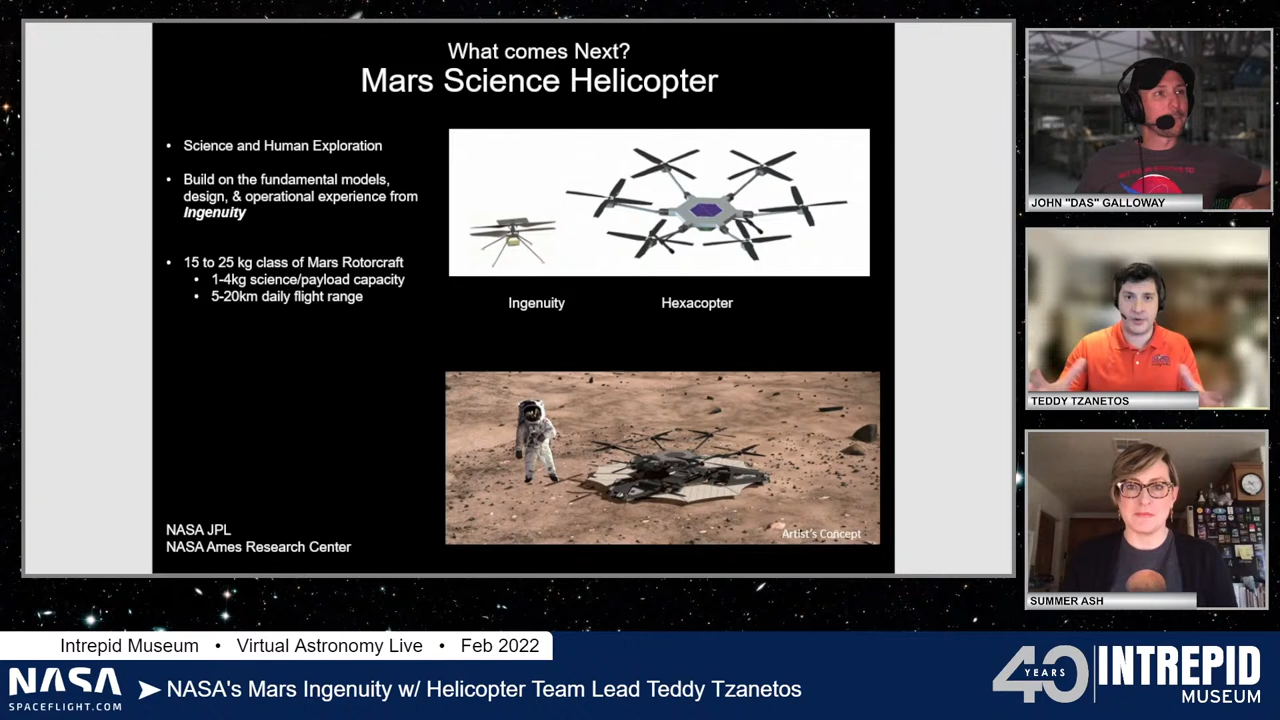 What comes Next?
Mars Science Helicopter
• Science and Human Exploration
• Build on the fundamental models,
design, & operational experience from
Ingenuity
• 15 to 25 kg class of Mars Rotorcraft
• 1-4kg science/payload capacity
• 5-20km daily flight range
Ingenuity
Hexacopter
Artist's Concept
NASA JPL
NASA Ames Research Center
JOHN "DAS" GALLOWAY
TEDDY TZANETOS
SUMMER ASH
Intrepid Museum • Virtual Astronomy Live • Feb 2022
NASA
SPACEFLIGHT.COM
NASA's Mars Ingenuity w/ Helicopter Team Lead Teddy Tzanetos
40
YEARS
INTREPID
MUSEUM